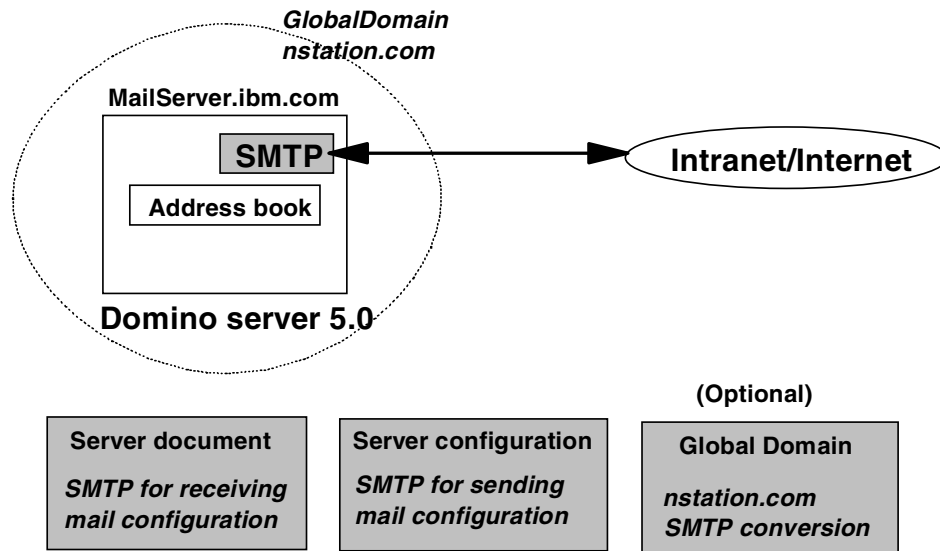 GlobalDomain
nstation.com
MailServer.ibm.com
SMTP
Address book
Domino server 5.0
Intranet/Internet
Server document
SMTP for receiving
mail configuration
Server configuration
SMTP for sending
mail configuration
(Optional)
Global Domain
nstation.com
SMTP conversion